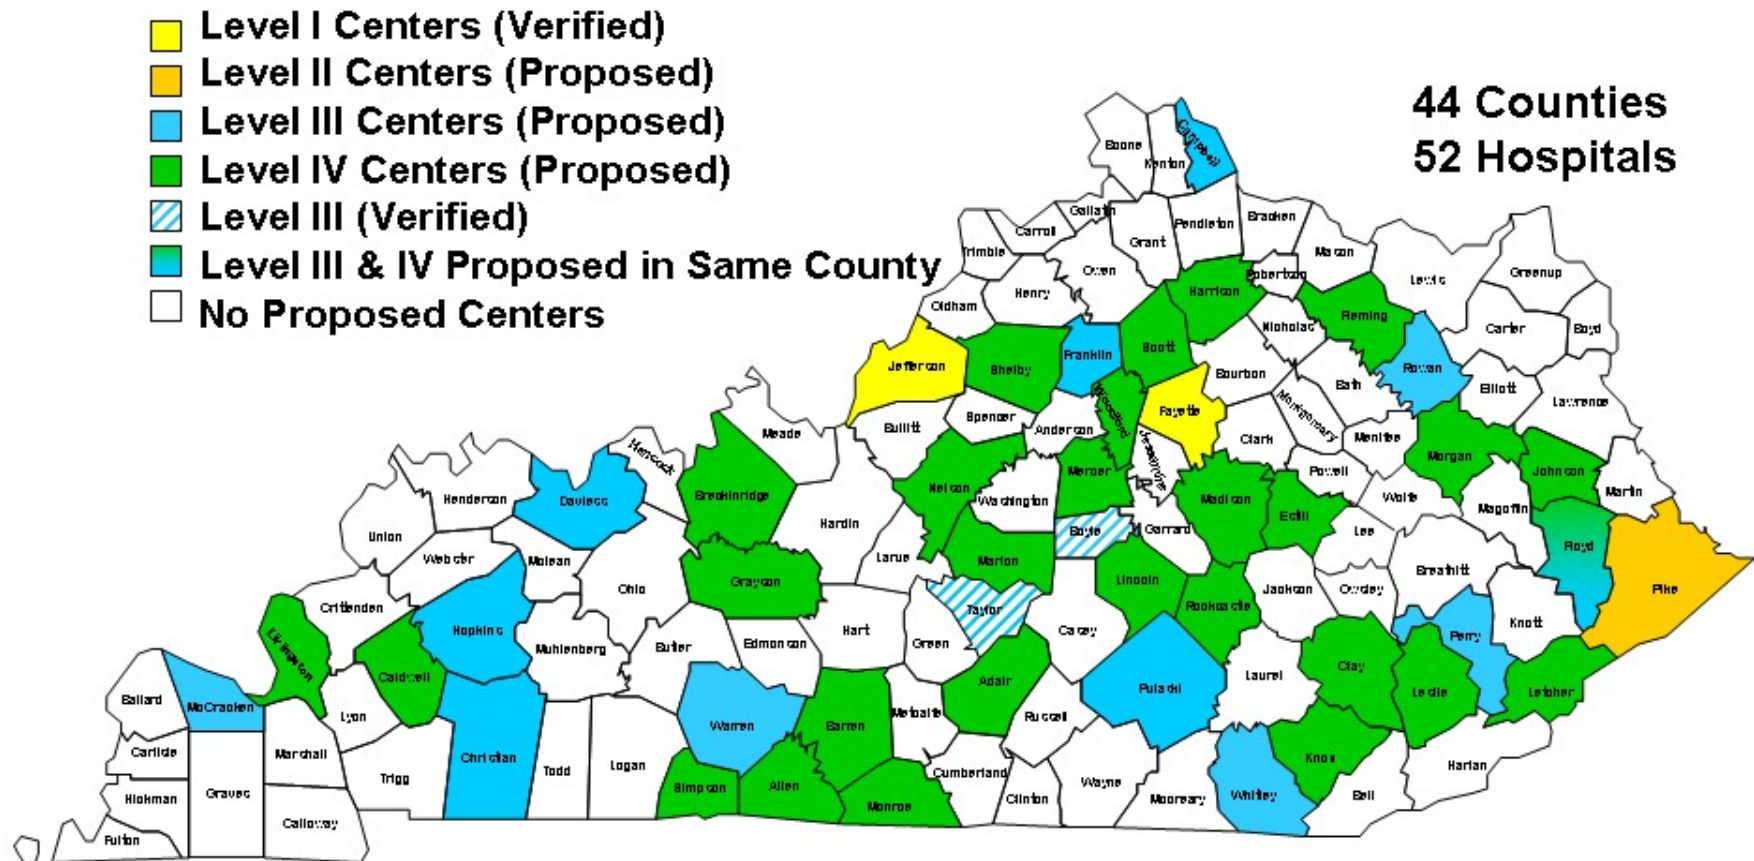 Level I Centers (Verified)
Level II Centers (Proposed)
Level III Centers (Proposed)
Level IV Centers (Proposed)
Level III (Verified)
Level III & IV Proposed in Same County
No Proposed Centers
44 Counties
52 Hospitals
Boone
Kenton
Campbell
Gallatin
Carroll
Trimble
Grant
Pendleton
Bracken
Mason
Robertson
Lewis
Greenup
Owen
Henry
Oldham
Harrison
Nicholas
Fleming
Carter
Boyd
Jefferson
Shelby
Franklin
Scott
Bourbon
Bath
Rowan
Elliott
Lawrence
Woodford
Fayette
Montgomery
Menifee
Clark
Spencer
Anderson
Bullitt
Meade
Hancock
Breckinridge
Daviess
Henderson
Union
Webster
McLean
Nelson
Washington
Mercer
Jessamine
Madison
Estill
Powell
Wolfe
Morgan
Johnson
Martin
Magoffin
Hardin
Larue
Marion
Boyle
Garrard
Lee
Breathitt
Floyd
Pike
Ohio
Grayson
Taylor
Lincoln
Rockcastle
Jackson
Owsley
Perry
Knott
Crittenden
Livingston
Hopkins
Muhlenberg
Butler
Edmonson
Hart
Green
Casey
Caldwell
Lyon
Adair
Pulaski
Laurel
Clay
Leslie
Letcher
Ballard
McCracken
Carlisle
Marshall
Graves
Hickman
Fulton
Calloway
Trigg
Christian
Todd
Logan
Warren
Simpson
Allen
Barren
Metcalfe
Monroe
Cumberland
Russell
Clinton
Wayne
McCreary
Whitley
Knox
Bell
Harlan